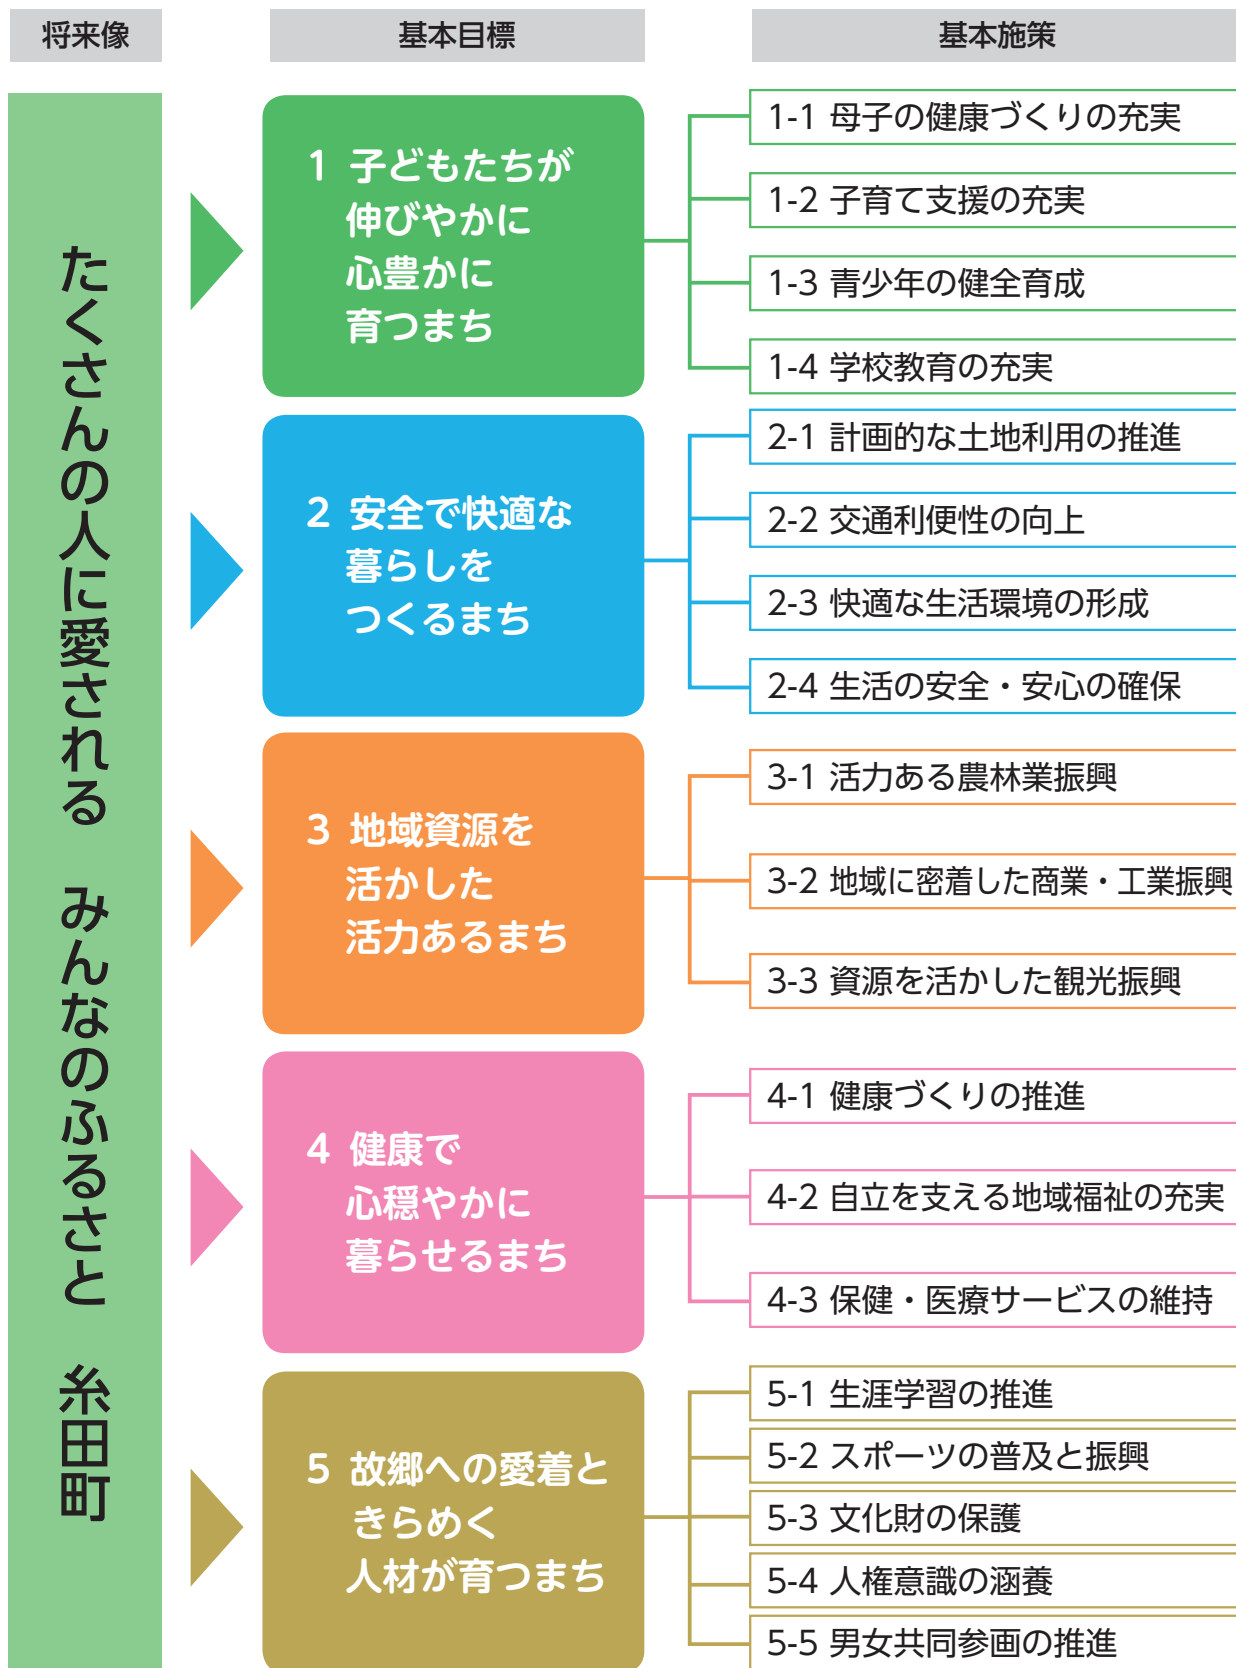 将来像
基本目標
基本施策
たくさんの人に愛される　みんなのふるさと　糸田町
1 子どもたちが
伸びやかに
心豊かに
育つまち
1-1 母子の健康づくりの充実
1-2 子育て支援の充実
1-3 青少年の健全育成
1-4 学校教育の充実
2 安全で快適な
暮らしを
つくるまち
2-1 計画的な土地利用の推進
2-2 交通利便性の向上
2-3 快適な生活環境の形成
2-4 生活の安全・安心の確保
3 地域資源を
活かした
活力あるまち
3-1 活力ある農林業振興
3-2 地域に密着した商業・工業振興
3-3 資源を活かした観光振興
4 健康で
心穏やかに
暮らせるまち
4-1 健康づくりの推進
4-2 自立を支える地域福祉の充実
4-3 保健・医療サービスの維持
5 故郷への愛着と
きらめく
人材が育つまち
5-1 生涯学習の推進
5-2 スポーツの普及と振興
5-3 文化財の保護
5-4 人権意識の涵養
5-5 男女共同参画の推進